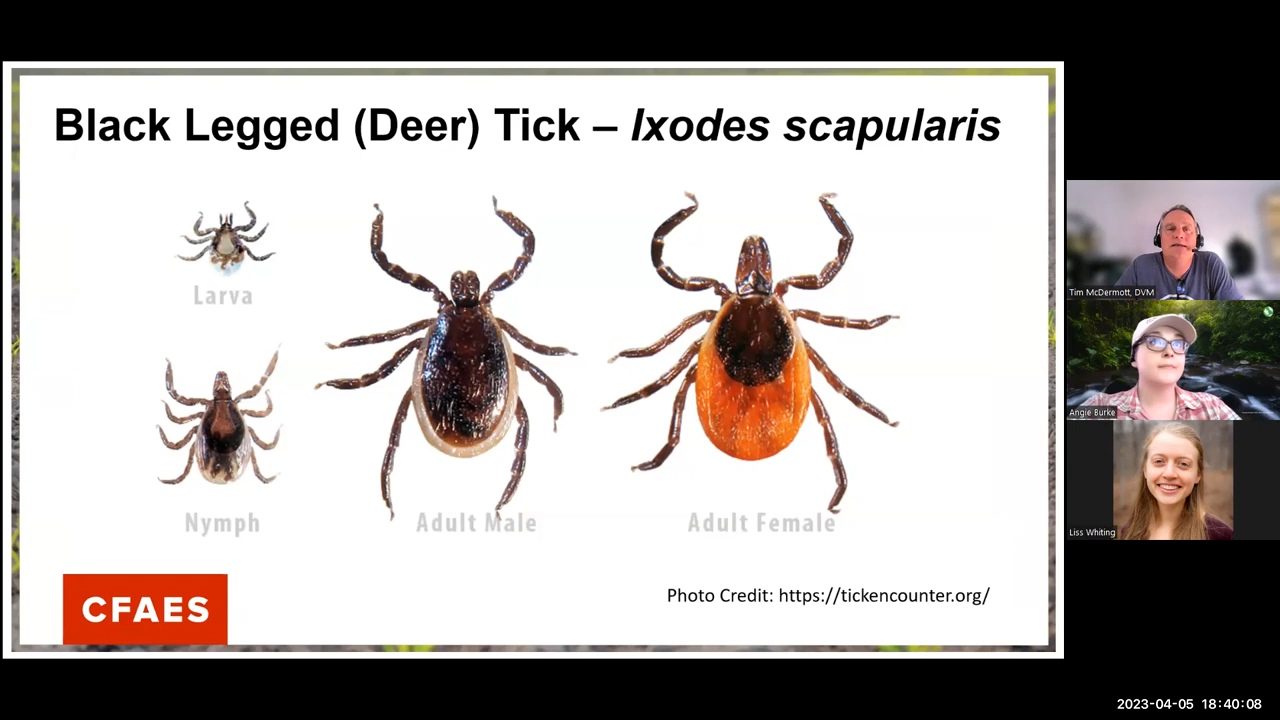 Black Legged (Deer) Tick – Ixodes scapularis
Larva
Nymph
Adult Male
Adult Female
CFAES
Photo Credit: https://tickencounter.org/
Tim McDermott, DVM
Angie Burke
Liss Whiting
2023-04-05 18:40:08